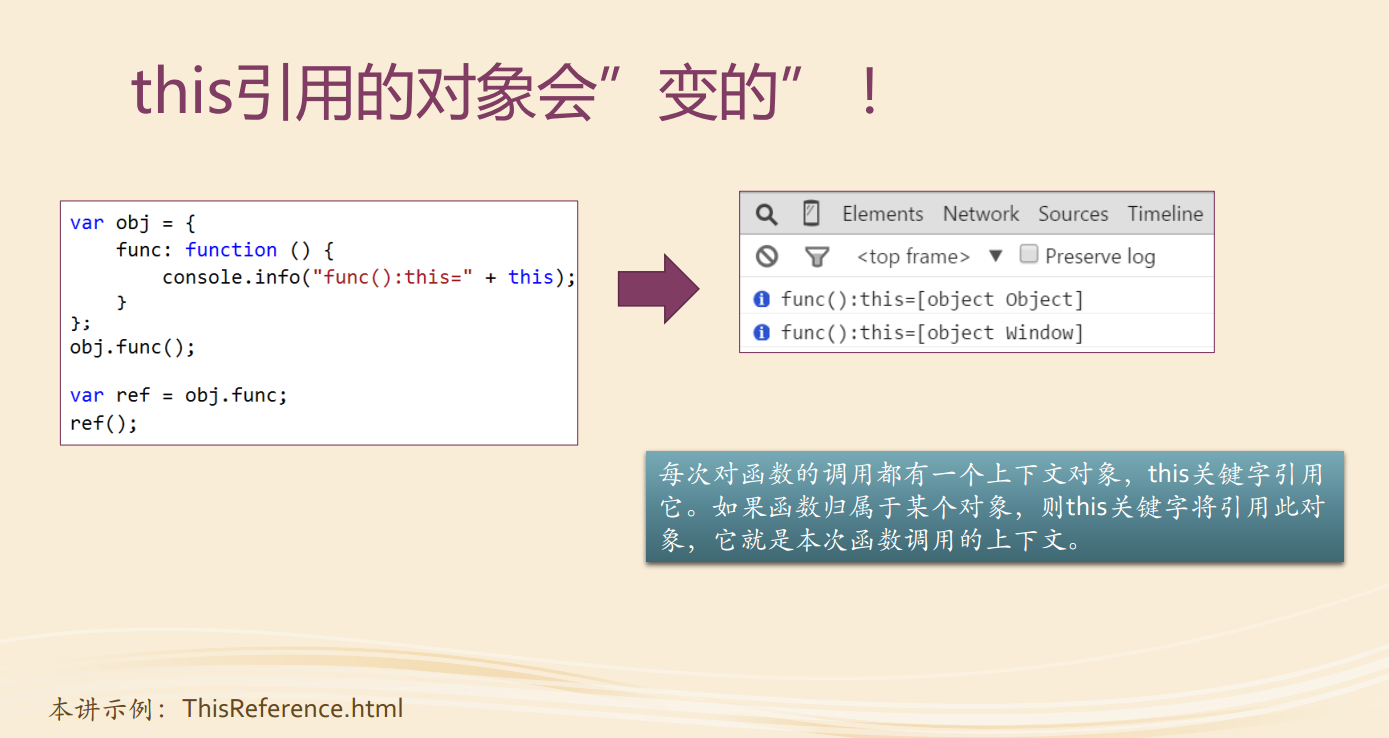 this引用的对象会”变的”！
var obj = {
    func: function () {
        console.info("func():this=" + this);
    }
};
obj.func();
var ref = obj.func;
ref();
Elements Network Sources Timeline
<top frame> ▼ Preserve log
func():this=[object Object]
func():this=[object Window]
每次对函数的调用都有一个上下文对象，this关键字引用
它。如果函数归属于某个对象，则this关键字将引用此对
象，它就是本次函数调用的上下文。
本讲示例：ThisReference.html